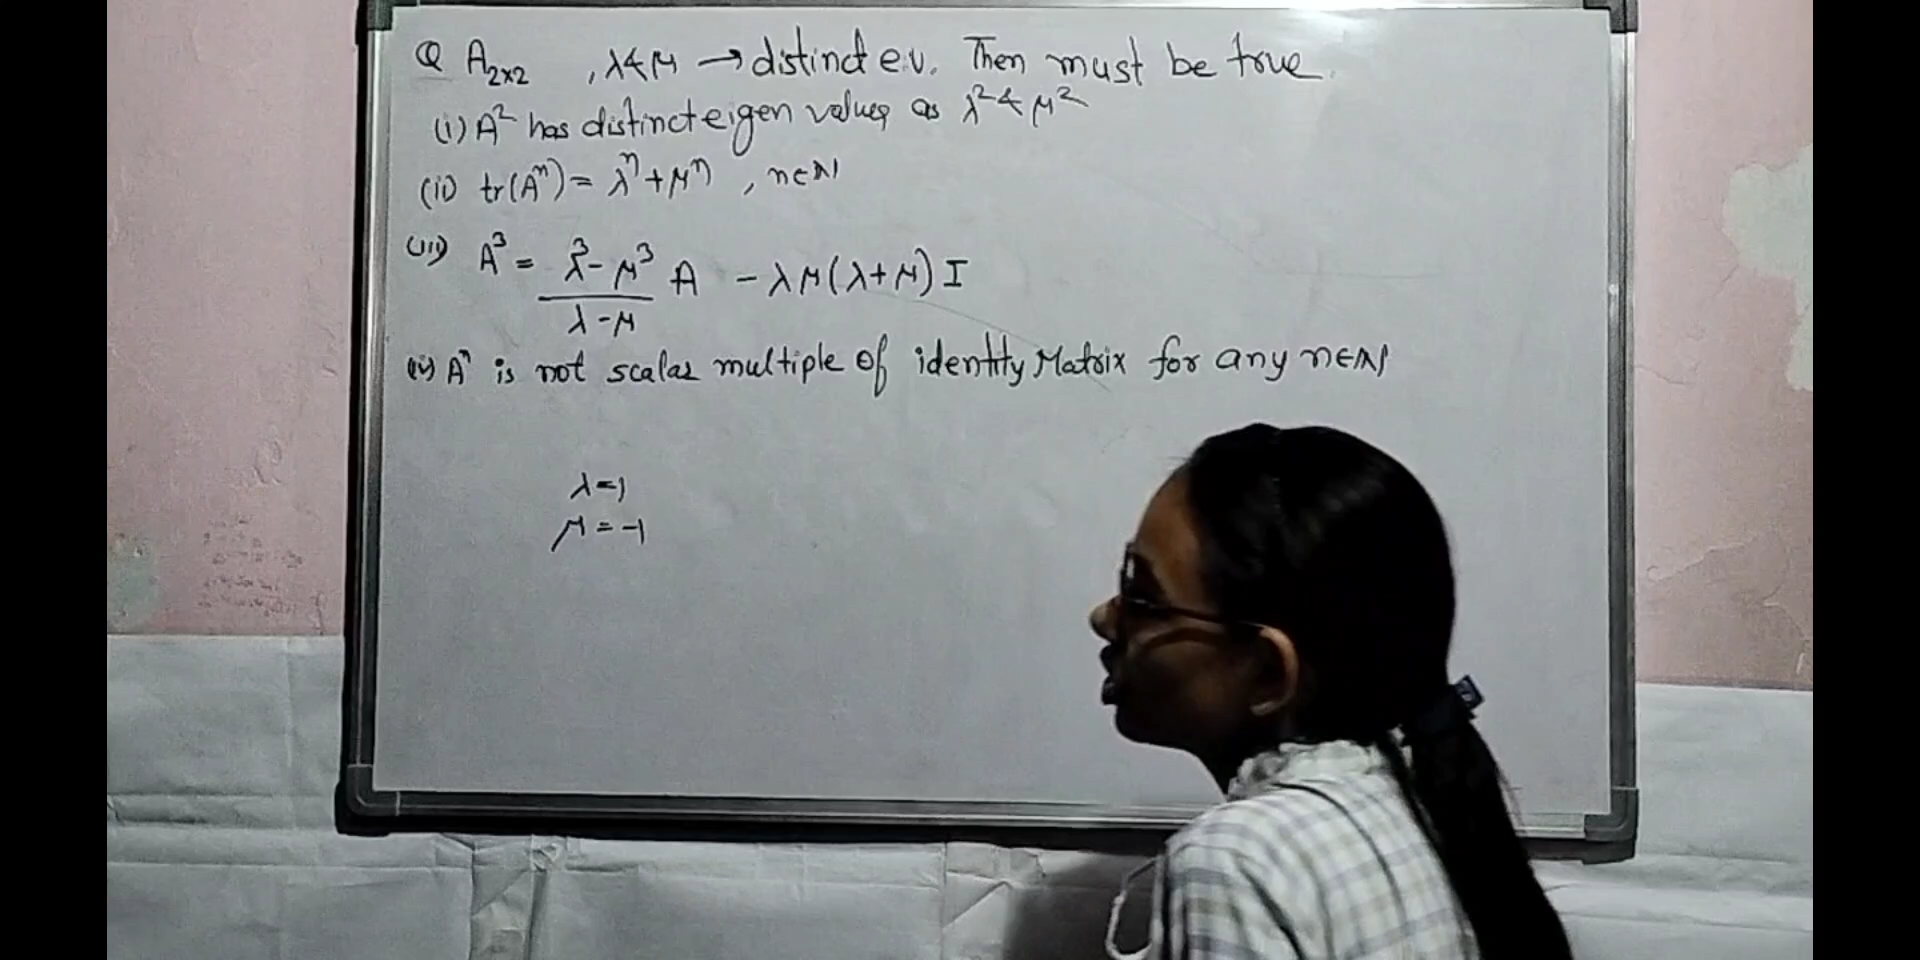 Q A₂ₓ₂ , λ & μ → distinct e.v. Then must be true.
(i) A² has distinct eigen values as λ² & μ²
(ii) tr(Aⁿ) = λⁿ + μⁿ , n∈N
(iii) A³ = (λ³ - μ³)/(λ - μ) A - λμ(λ+μ) I
(iv) Aⁿ is not scalar multiple of identity Matrix for any n∈N
λ = 1
μ = -1